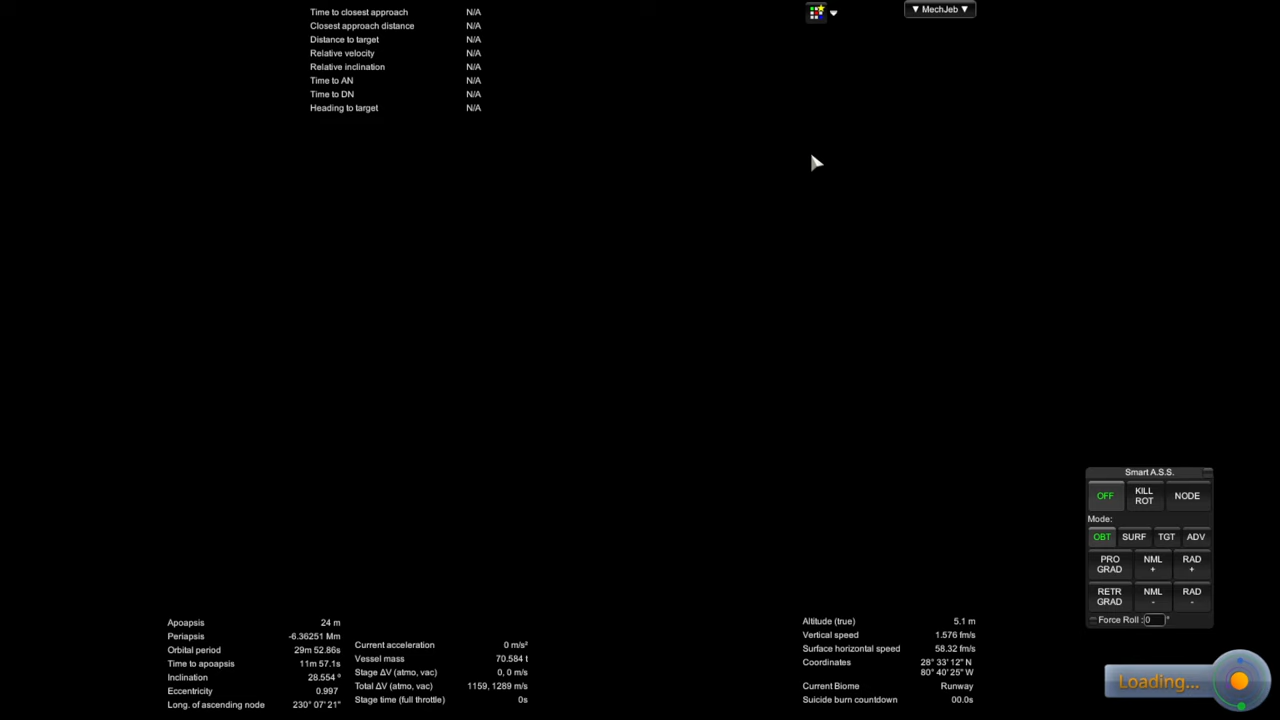 Time to closest approach N/A
Closest approach distance N/A
Distance to target N/A
Relative velocity N/A
Relative inclination N/A
Time to AN N/A
Time to DN N/A
Heading to target N/A
▼ MechJeb ▼
Smart A.S.S.
OFF KILL ROT NODE
Mode:
OBT SURF TGT ADV
PRO GRAD NML + RAD +
RETR GRAD NML - RAD -
Force Roll : 0 °
Apoapsis 24 m
Periapsis -6.36251 Mm
Orbital period 29m 52.86s
Time to apoapsis 11m 57.1s
Inclination 28.554 º
Eccentricity 0.997
Long. of ascending node 230° 07' 21"
Current acceleration 0 m/s²
Vessel mass 70.584 t
Stage ΔV (atmo, vac) 0, 0 m/s
Total ΔV (atmo, vac) 1159, 1289 m/s
Stage time (full throttle) 0s
Altitude (true) 5.1 m
Vertical speed 1.576 fm/s
Surface horizontal speed 58.32 fm/s
Coordinates 28° 33' 12" N
80° 40' 25" W
Current Biome Runway
Suicide burn countdown 00.0s
Loading...